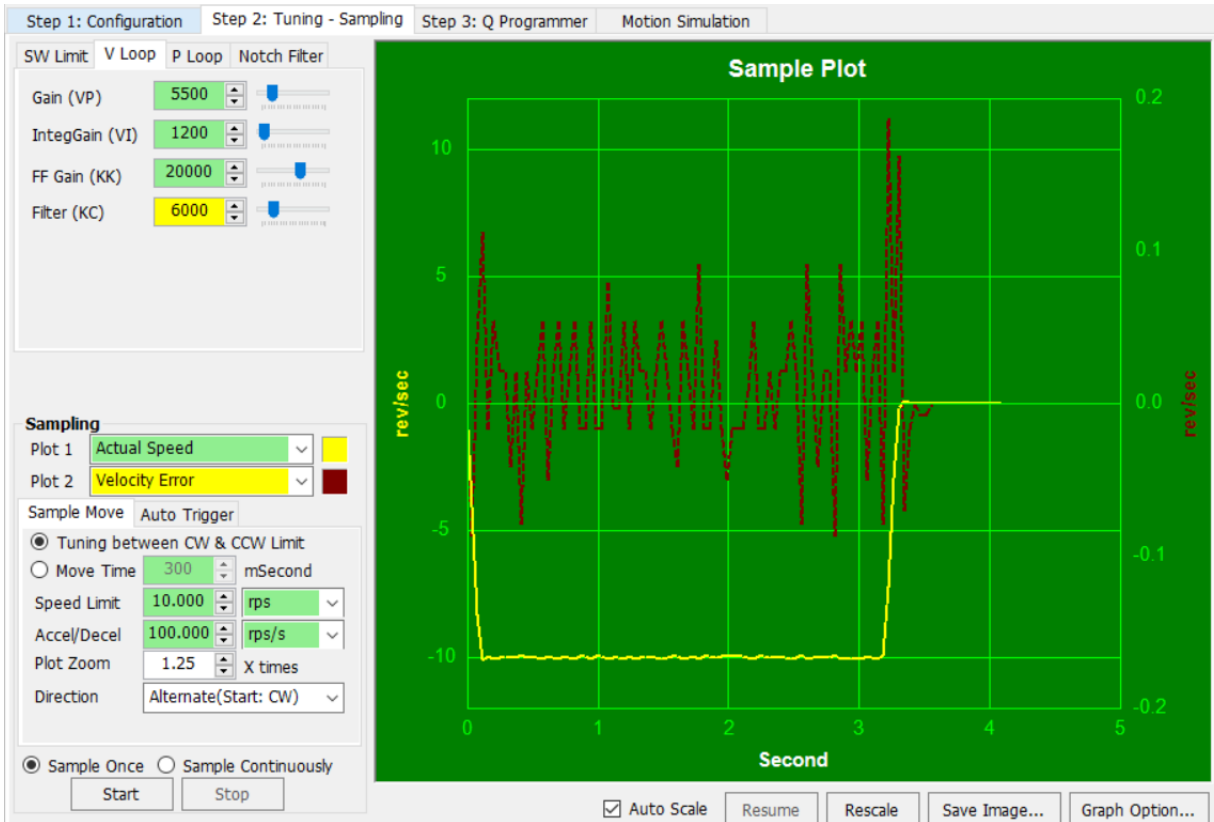 Step 1: Configuration Step 2: Tuning - Sampling Step 3: Q Programmer Motion Simulation
SW Limit V Loop P Loop Notch Filter
Gain (VP) 5500
IntegGain (VI) 1200
FF Gain (KK) 20000
Filter (KC) 6000
Sampling
Plot 1 Actual Speed
Plot 2 Velocity Error
Sample Move Auto Trigger
Tuning between CW & CCW Limit
Move Time 300 mSecond
Speed Limit 10.000 rps
Accel/Decel 100.000 rps/s
Plot Zoom 1.25 X times
Direction Alternate(Start: CW)
Sample Once Sample Continuously
Start Stop
Sample Plot
10
5
0
-5
-10
rev/sec
0.2
0.1
0.0
-0.1
-0.2
rev/sec
0 1 2 3 4 5
Second
Auto Scale Resume Rescale Save Image... Graph Option...